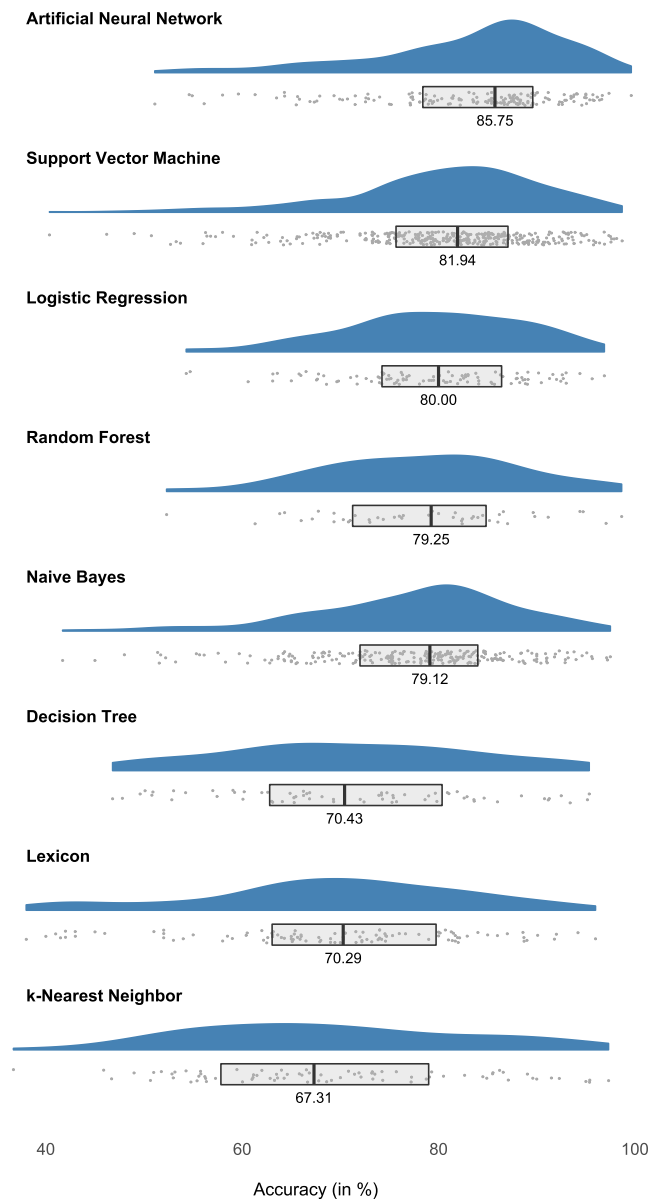 Artificial Neural Network
85.75
Support Vector Machine
81.94
Logistic Regression
80.00
Random Forest
79.25
Naive Bayes
79.12
Decision Tree
70.43
Lexicon
70.29
k-Nearest Neighbor
67.31
40 60 80 100
Accuracy (in %)